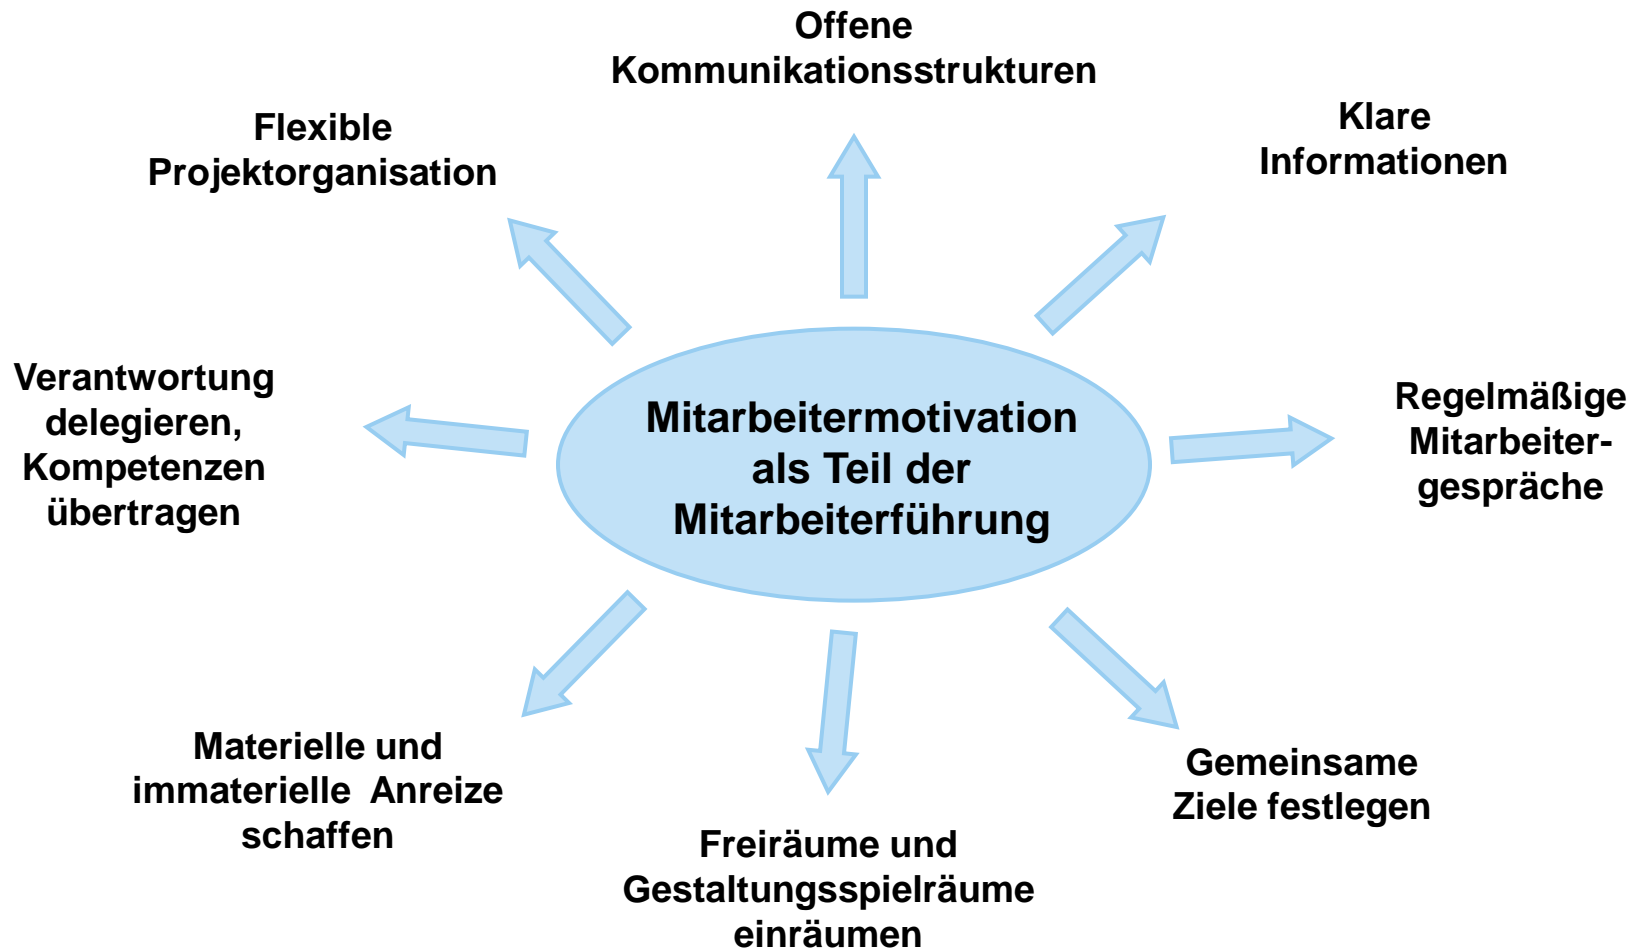 Offene
Kommunikationsstrukturen
Klare
Informationen
Flexible
Projektorganisation
Verantwortung
delegieren,
Kompetenzen
übertragen
Mitarbeitermotivation
als Teil der
Mitarbeiterführung
Regelmäßige
Mitarbeiter-
gespräche
Materielle und
immaterielle Anreize
schaffen
Freiräume und
Gestaltungsspielräume
einräumen
Gemeinsame
Ziele festlegen